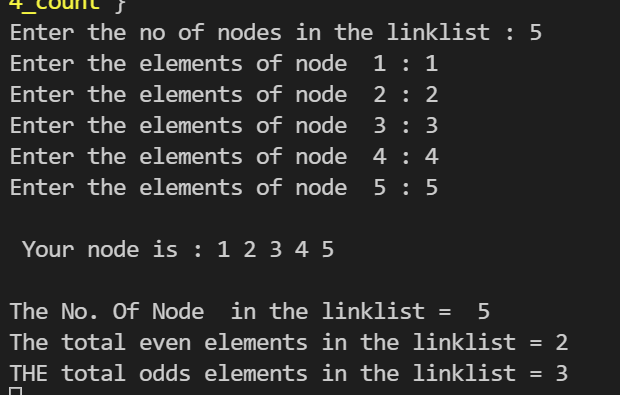 4_count }
Enter the no of nodes in the linklist : 5
Enter the elements of node  1 : 1
Enter the elements of node  2 : 2
Enter the elements of node  3 : 3
Enter the elements of node  4 : 4
Enter the elements of node  5 : 5
 Your node is : 1 2 3 4 5
The No. Of Node  in the linklist =  5
The total even elements in the linklist = 2
THE total odds elements in the linklist = 3